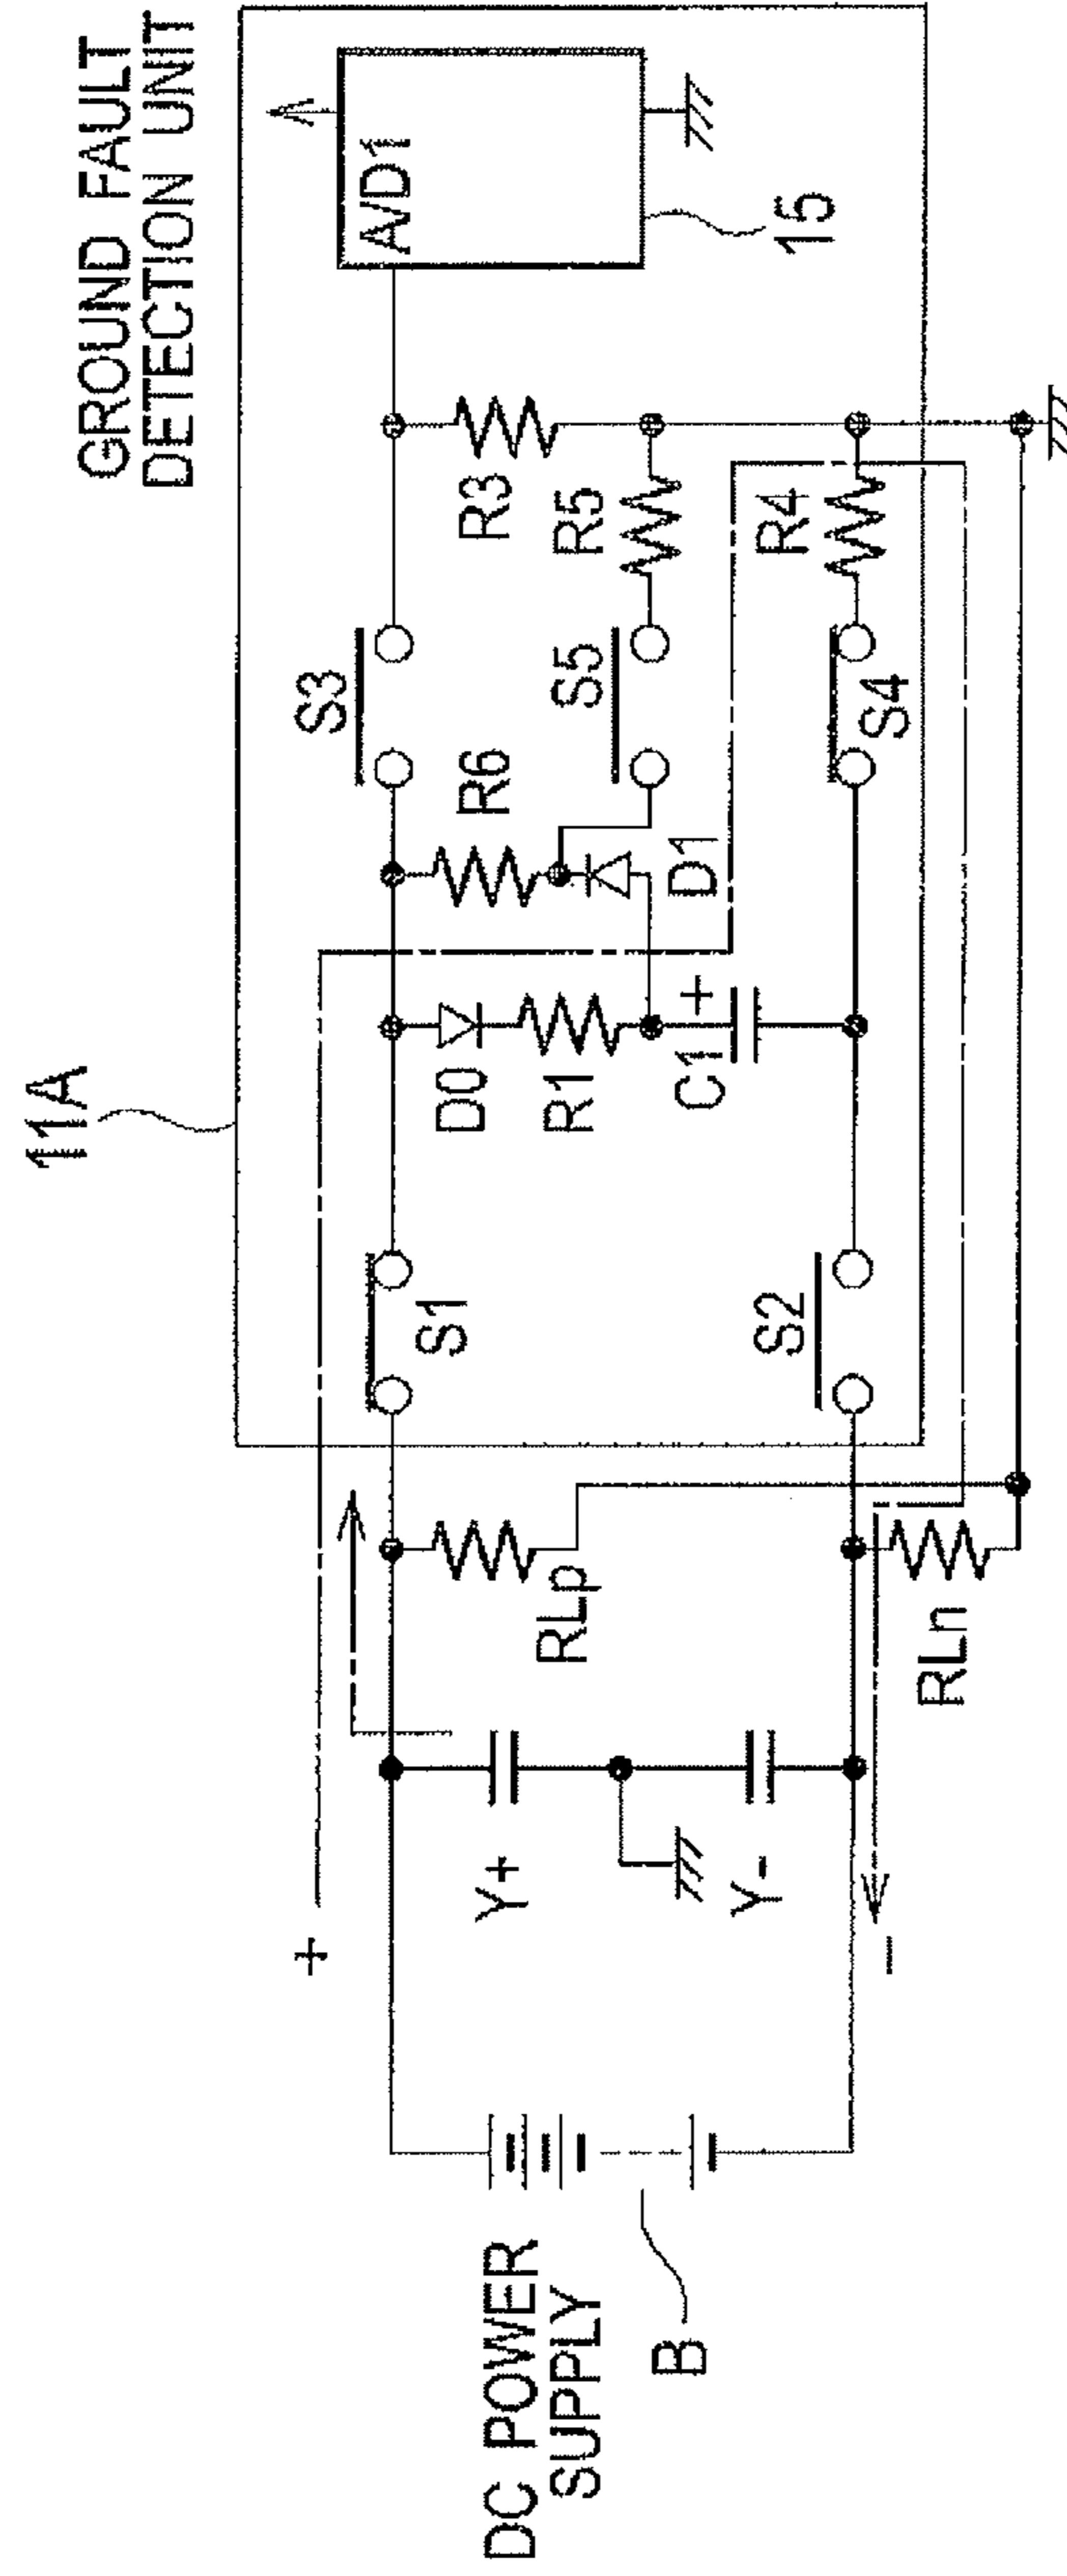 GROUND FAULT
DETECTION UNIT
11A
A/D1
15
S3
R3
R6
S5
R5
D1
R4
S4
D0
R1
C1
+
S1
S2
RLp
RLn
+
Y+
Y-
-
DC POWER
SUPPLY
B